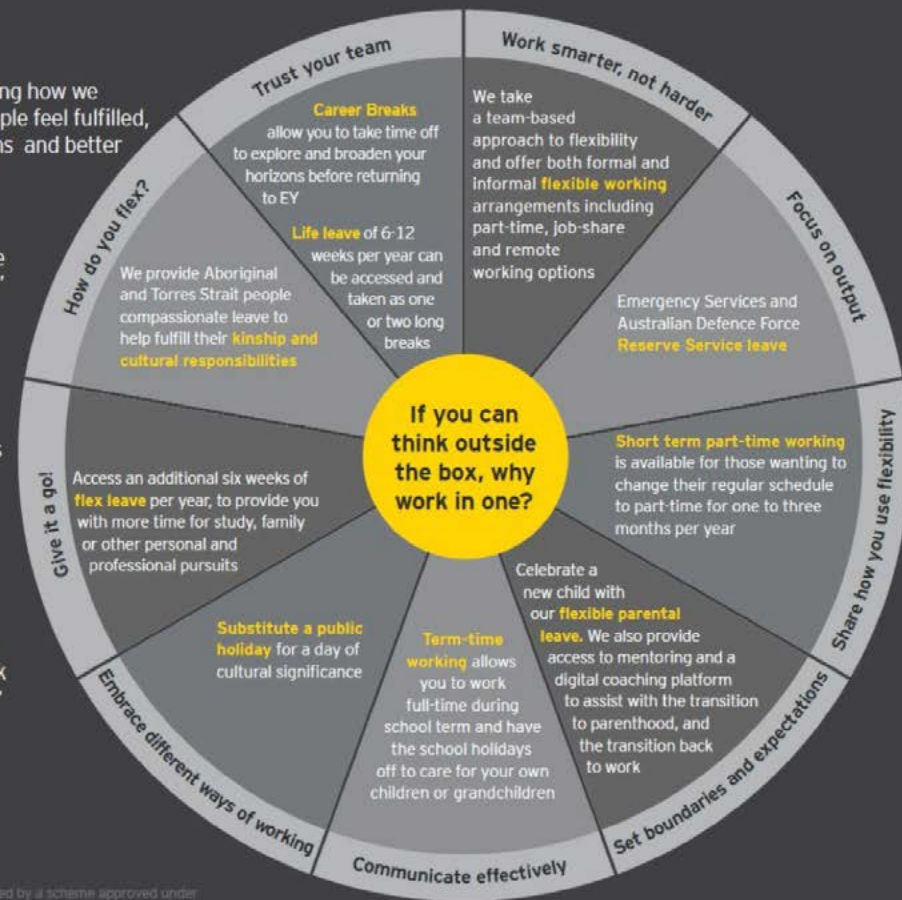 ng how we
ple feel fulfilled,
ns and better
Trust your team
Career Breaks
allow you to take time off
to explore and broaden your
horizons before returning
to EY
Life leave of 6-12
weeks per year can
be accessed and
taken as one
or two long
breaks
Work smarter, not harder
We take
a team-based
approach to flexibility
and offer both formal and
informal flexible working
arrangements including
part-time, job-share
and remote
working options
Focus on output
Emergency Services and
Australian Defence Force
Reserve Service leave
Share how you use flexibility
Short term part-time working
is available for those wanting to
change their regular schedule
to part-time for one to three
months per year
Set boundaries and expectations
Celebrate a
new child with
our flexible parental
leave. We also provide
access to mentoring and a
digital coaching platform
to assist with the transition
to parenthood, and
the transition back
to work
Communicate effectively
Term-time
working allows
you to work
full-time during
school term and have
the school holidays
off to care for your own
children or grandchildren
Embrace different ways of working
Substitute a public
holiday for a day of
cultural significance
Give it a go!
Access an additional six weeks of
flex leave per year, to provide you
with more time for study, family
or other personal and
professional pursuits
How do you flex?
We provide Aboriginal
and Torres Strait people
compassionate leave to
help fulfill their kinship and
cultural responsibilities
If you can
think outside
the box, why
work in one?
ed by a scheme approved under